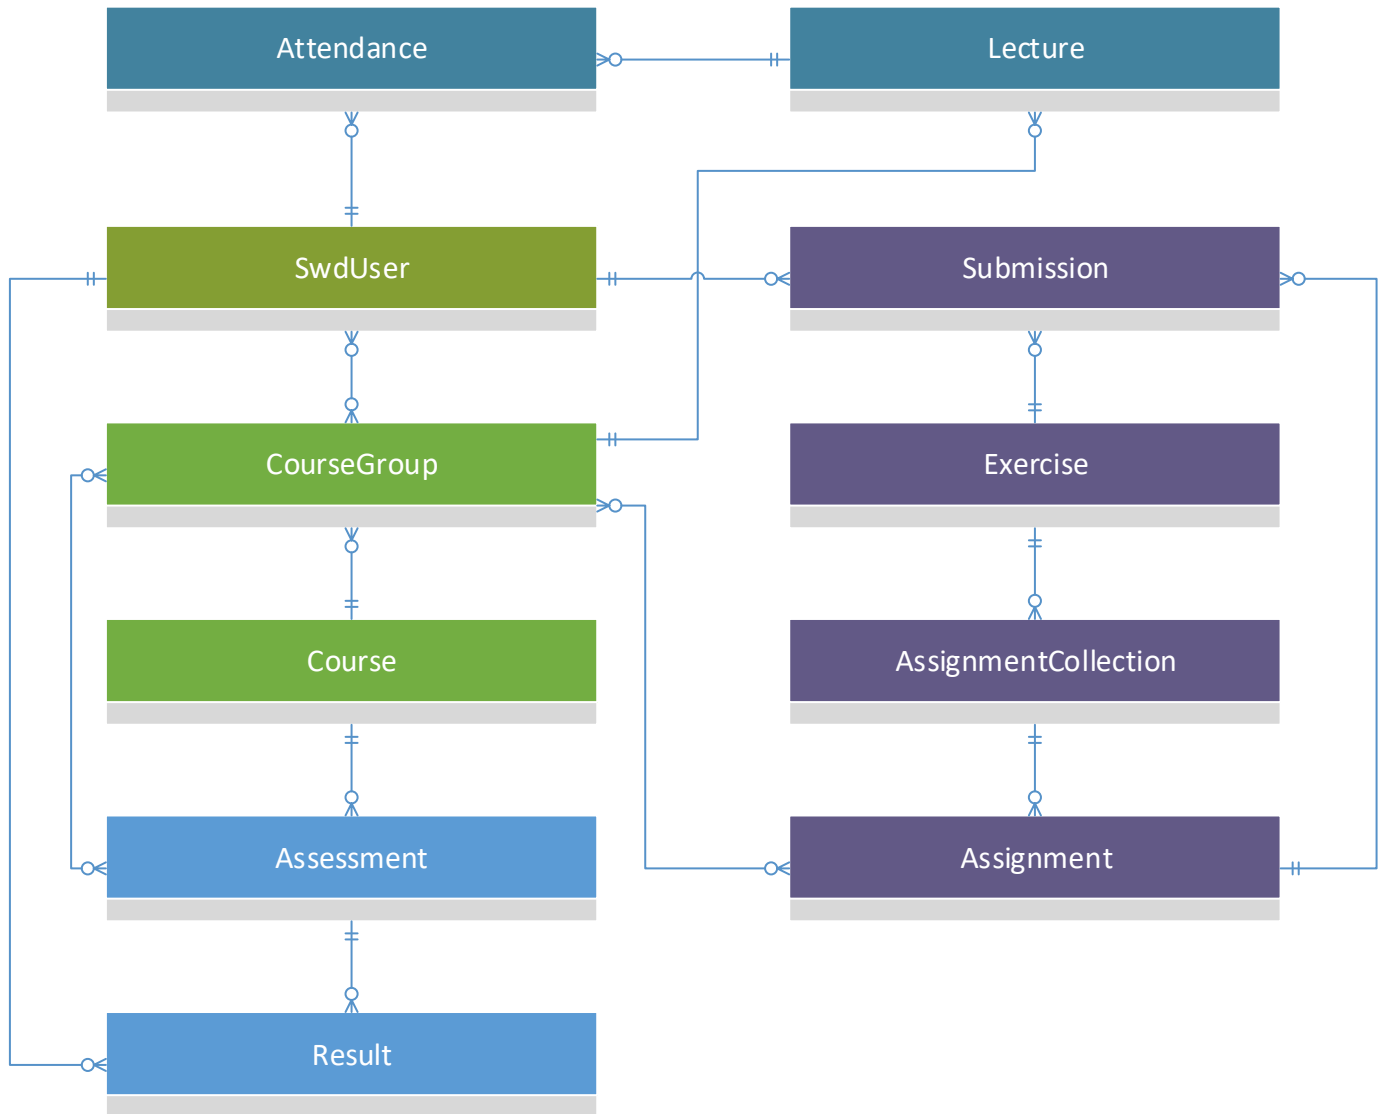 Attendance
Lecture
SwdUser
Submission
CourseGroup
Exercise
Course
AssignmentCollection
Assessment
Assignment
Result